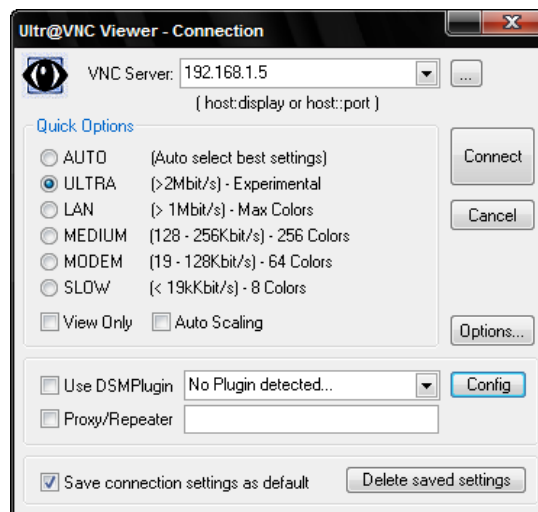 Ultr@VNC Viewer - Connection
VNC Server: 192.168.1.5 ...
( host:display or host::port )
Quick Options
AUTO (Auto select best settings)
ULTRA (>2Mbit/s) - Experimental
LAN (> 1Mbit/s) - Max Colors
MEDIUM (128 - 256Kbit/s) - 256 Colors
MODEM (19 - 128Kbit/s) - 64 Colors
SLOW (< 19kKbit/s) - 8 Colors
View Only Auto Scaling
Connect
Cancel
Options...
Use DSMPlugin No Plugin detected... Config
Proxy/Repeater
Save connection settings as default Delete saved settings